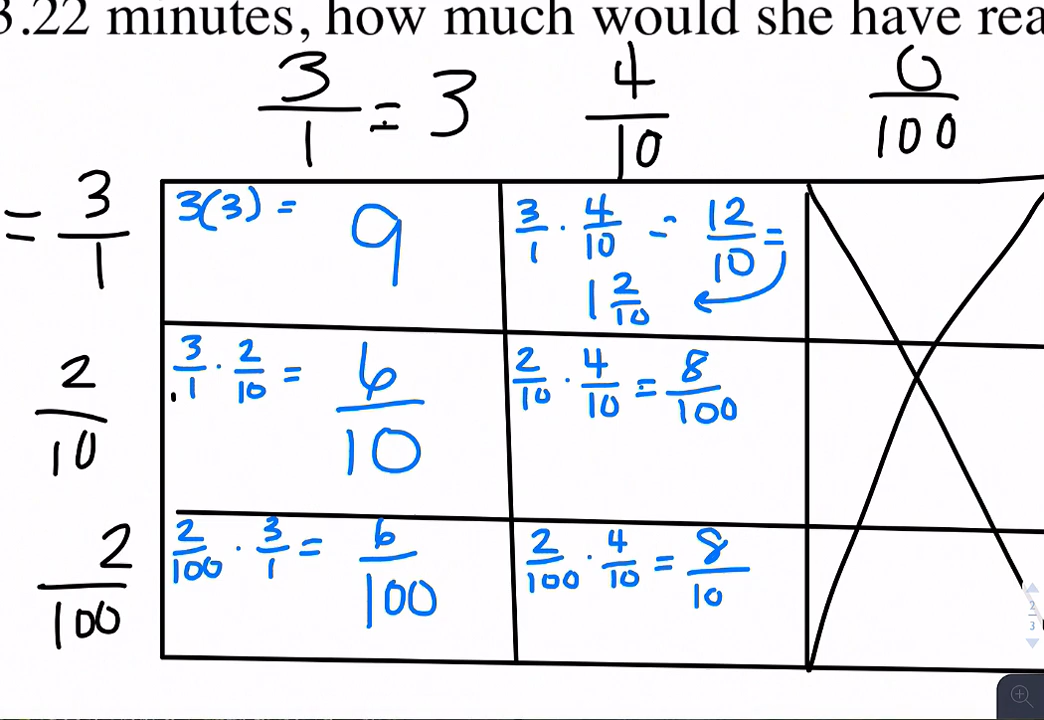 3.22 minutes, how much would she have rea
3/1 = 3 4/10 0/100
= 3/1
3(3) = 9
3/1 · 4/10 = 12/10 =
1 2/10
2/10
3/1 · 2/10 = 6/10
2/10 · 4/10 = 8/100
2/100
2/100 · 3/1 = 6/100
2/100 · 4/10 = 8/10
2/3